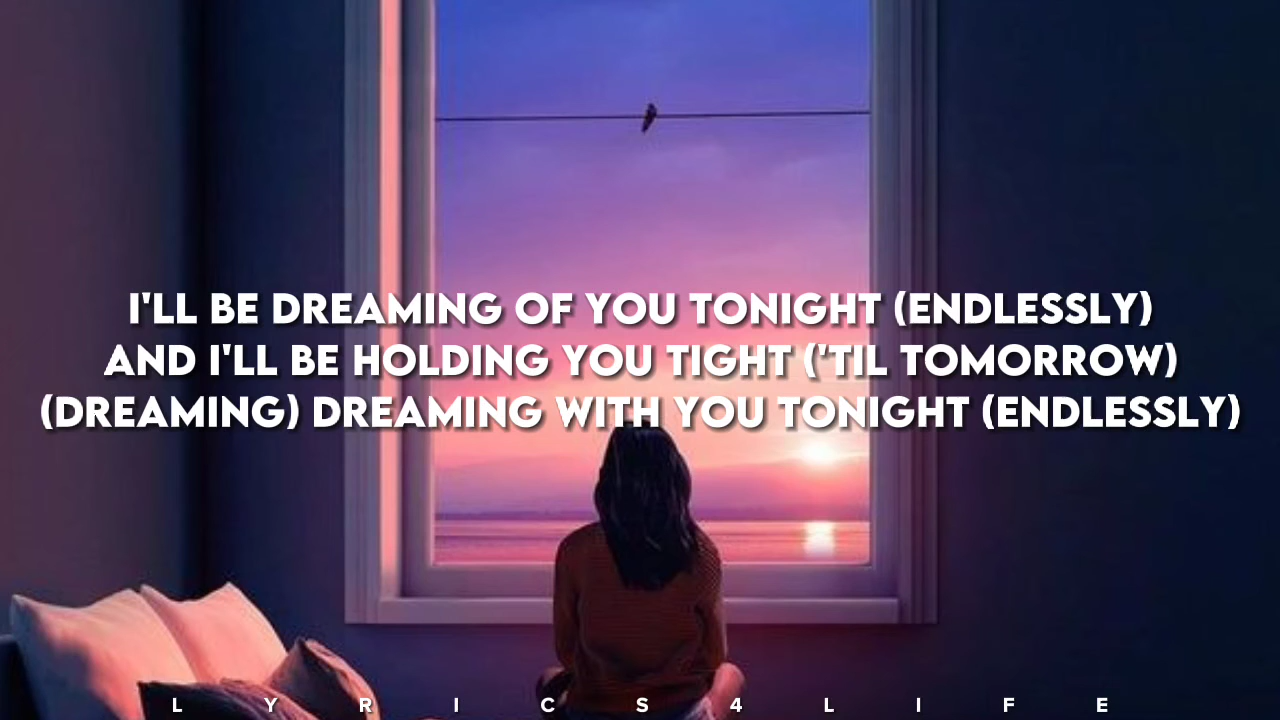 I'LL BE DREAMING OF YOU TONIGHT (ENDLESSLY)
AND I'LL BE HOLDING YOU TIGHT ('TIL TOMORROW)
(DREAMING) DREAMING WITH YOU TONIGHT (ENDLESSLY)
LYRICS4LIFE